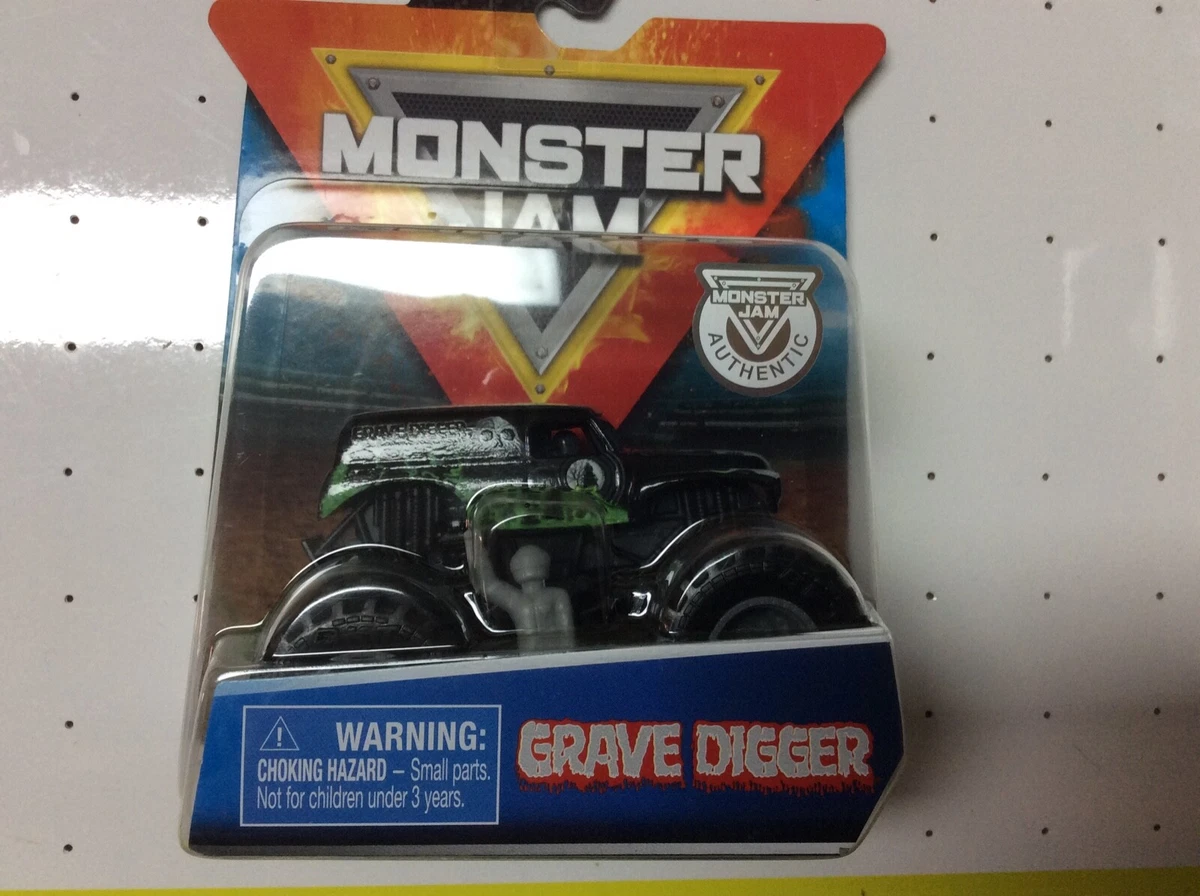 MONSTER
JAM
MONSTER
JAM
AUTHENTIC
GRAVE DIGGER
WARNING:
CHOKING HAZARD – Small parts.
Not for children under 3 years.
GRAVE DIGGER